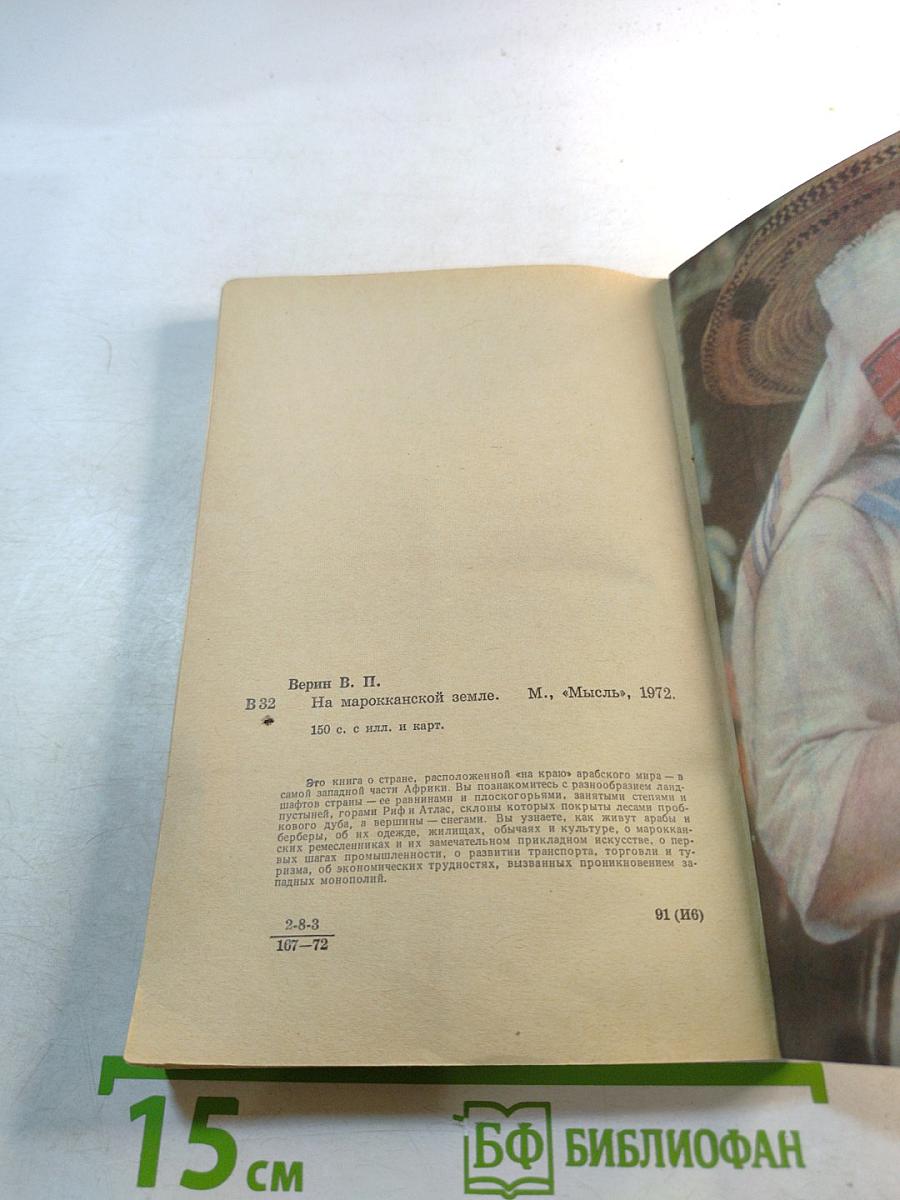 Верин В. П.
В 32 На марокканской земле. М., «Мысль», 1972.
150 с. с илл. и карт.
Это книга о стране, расположенной «на краю» арабского мира — в
самой западной части Африки. Вы познакомитесь с разнообразием ланд-
шафтов страны — ее равнинами и плоскогорьями, занятыми степями и
пустыней, горами Риф и Атлас, склоны которых покрыты лесами проб-
кового дуба, а вершины — снегами. Вы узнаете, как живут арабы и
берберы, об их одежде, жилищах, обычаях и культуре, о мароккан-
ских ремесленниках и их замечательном прикладном искусстве, о пер-
вых шагах промышленности, о развитии транспорта, торговли и ту-
ризма, об экономических трудностях, вызванных проникновением за-
падных монополий.
2-8-3
167—72
91 (И6)
15 см
БФ БИБЛИОФАН